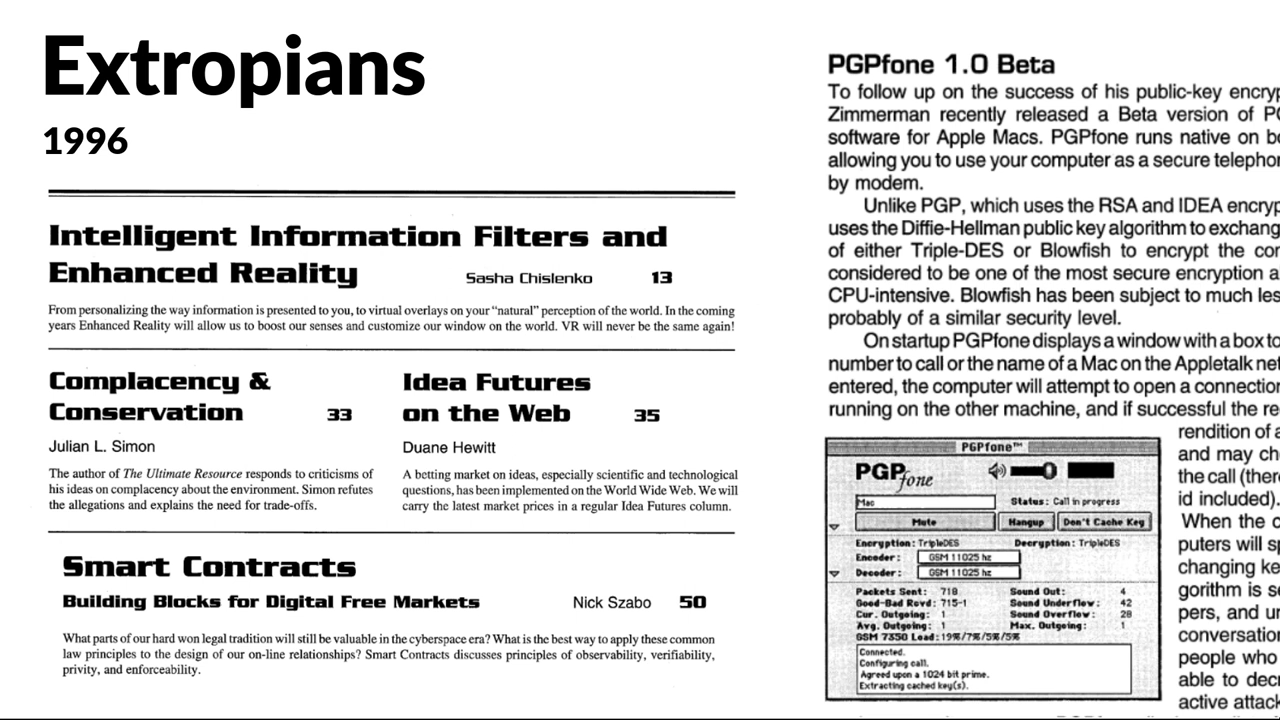 Extropians
1996
Intelligent Information Filters and
Enhanced Reality Sasha Chislenko 13
From personalizing the way information is presented to you, to virtual overlays on your "natural" perception of the world. In the coming
years Enhanced Reality will allow us to boost our senses and customize our window on the world. VR will never be the same again!
Complacency &
Conservation 33
Julian L. Simon
The author of The Ultimate Resource responds to criticisms of
his ideas on complacency about the environment. Simon refutes
the allegations and explains the need for trade-offs.
Idea Futures
on the Web 35
Duane Hewitt
A betting market on ideas, especially scientific and technological
questions, has been implemented on the World Wide Web. We will
carry the latest market prices in a regular Idea Futures column.
Smart Contracts
Building Blocks for Digital Free Markets Nick Szabo 50
What parts of our hard won legal tradition will still be valuable in the cyberspace era? What is the best way to apply these common
law principles to the design of our on-line relationships? Smart Contracts discusses principles of observability, verifiability,
privity, and enforceability.
PGPfone 1.0 Beta
To follow up on the success of his public-key encryp
Zimmerman recently released a Beta version of PG
software for Apple Macs. PGPfone runs native on bo
allowing you to use your computer as a secure telephon
by modem.
Unlike PGP, which uses the RSA and IDEA encryp
uses the Diffie-Hellman public key algorithm to exchang
of either Triple-DES or Blowfish to encrypt the con
considered to be one of the most secure encryption a
CPU-intensive. Blowfish has been subject to much les
probably of a similar security level.
On startup PGPfone displays a window with a box to
number to call or the name of a Mac on the Appletalk net
entered, the computer will attempt to open a connection
running on the other machine, and if successful the re
rendition of a
and may ch
the call (ther
id included).
When the c
puters will sp
changing ke
gorithm is se
pers, and un
conversation
people who
able to decr
active attack
PGPfone™
PGPfone
Mac Status: Call in progress
Mute Hangup Don't Cache Key
Encryption: TripleDES Decryption: TripleDES
Encoder: GSM 11025 hz
Decoder: GSM 11025 hz
Packets Sent: 718 Sound Out: 4
Good-Bad Rcvd: 715-1 Sound Underflow: 42
Cur. Outgoing: 1 Sound Overflow: 28
Avg. Outgoing: 1 Max. Outgoing: 1
GSM 7350 Load: 19%/7%/5%/5%
Connected.
Configuring call.
Agreed upon a 1024 bit prime.
Extracting cached key(s).